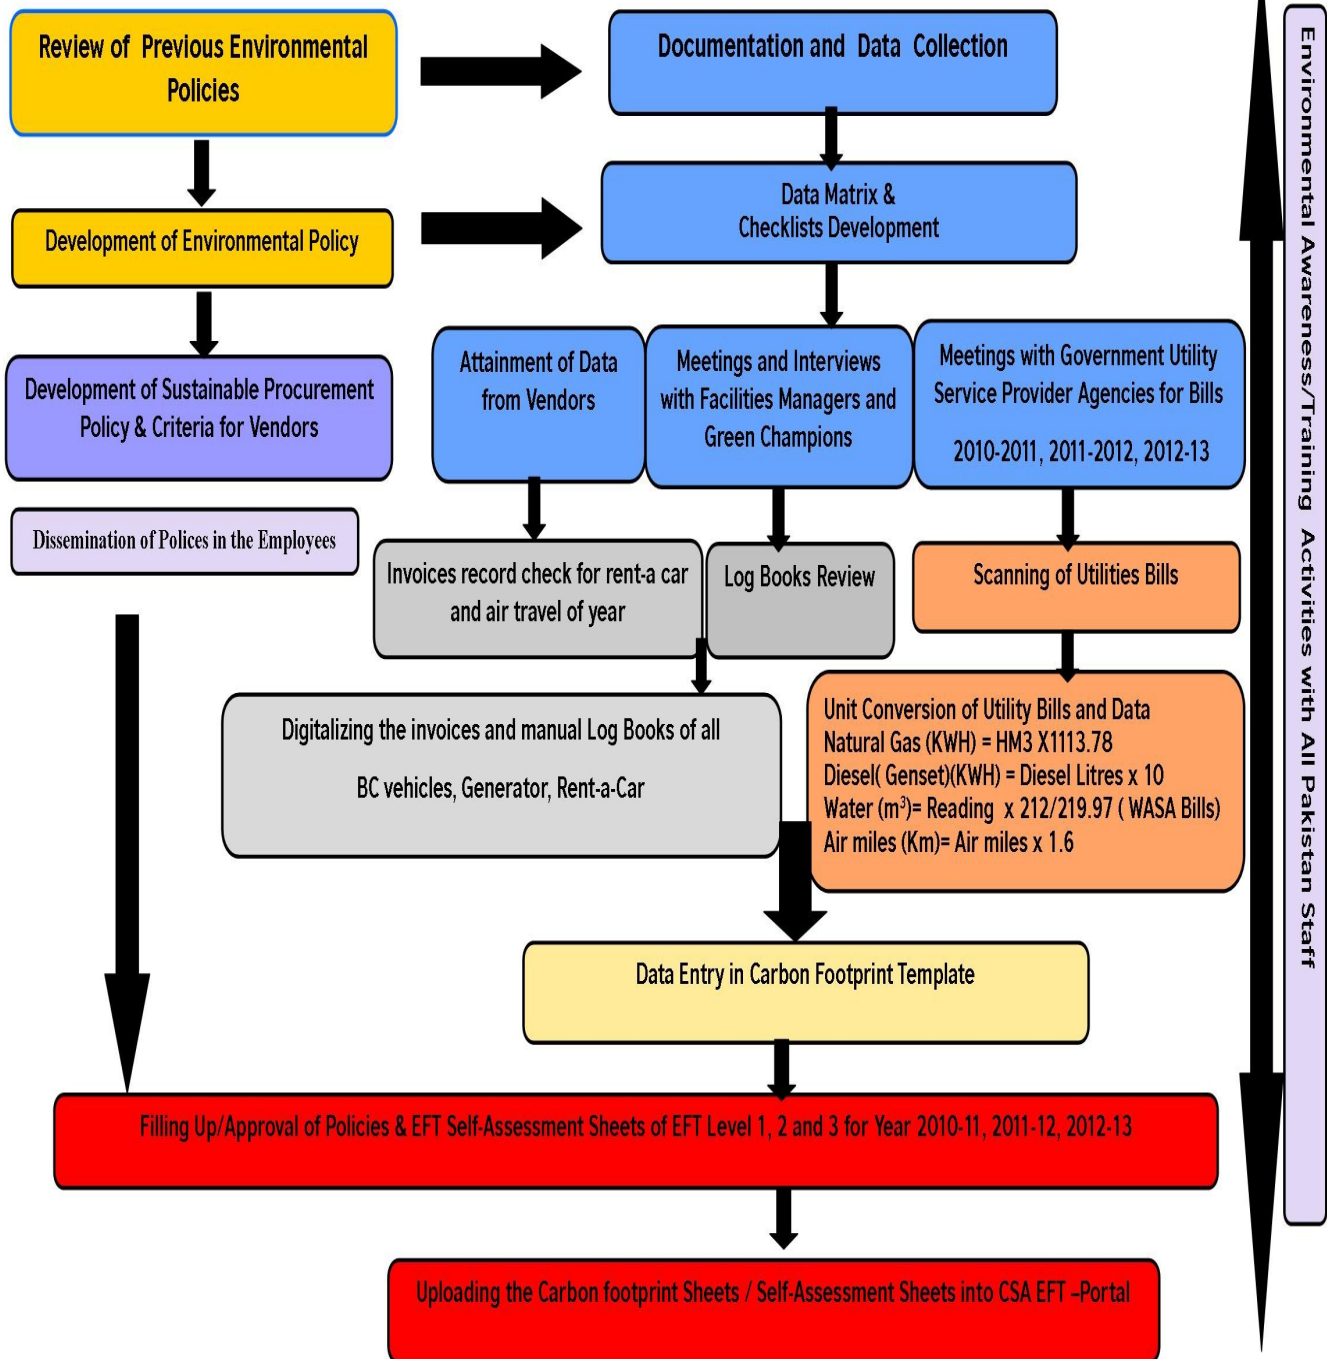 Review of Previous Environmental
Policies
Documentation and Data Collection
Development of Environmental Policy
Data Matrix &
Checklists Development
Development of Sustainable Procurement
Policy & Criteria for Vendors
Attainment of Data
from Vendors
Meetings and Interviews
with Facilities Managers and
Green Champions
Meetings with Government Utility
Service Provider Agencies for Bills
2010-2011, 2011-2012, 2012-13
Dissemination of Polices in the Employees
Invoices record check for rent-a car
and air travel of year
Log Books Review
Scanning of Utilities Bills
Digitalizing the invoices and manual Log Books of all
BC vehicles, Generator, Rent-a-Car
Unit Conversion of Utility Bills and Data
Natural Gas (KWH) = HM3 X1113.78
Diesel( Genset)(KWH) = Diesel Litres x 10
Water (m³)= Reading x 212/219.97 ( WASA Bills)
Air miles (Km)= Air miles x 1.6
Data Entry in Carbon Footprint Template
Filling Up/Approval of Policies & EFT Self-Assessment Sheets of EFT Level 1, 2 and 3 for Year 2010-11, 2011-12, 2012-13
Uploading the Carbon footprint Sheets / Self-Assessment Sheets into CSA EFT –Portal
Environmental Awareness/Training Activities with All Pakistan Staff